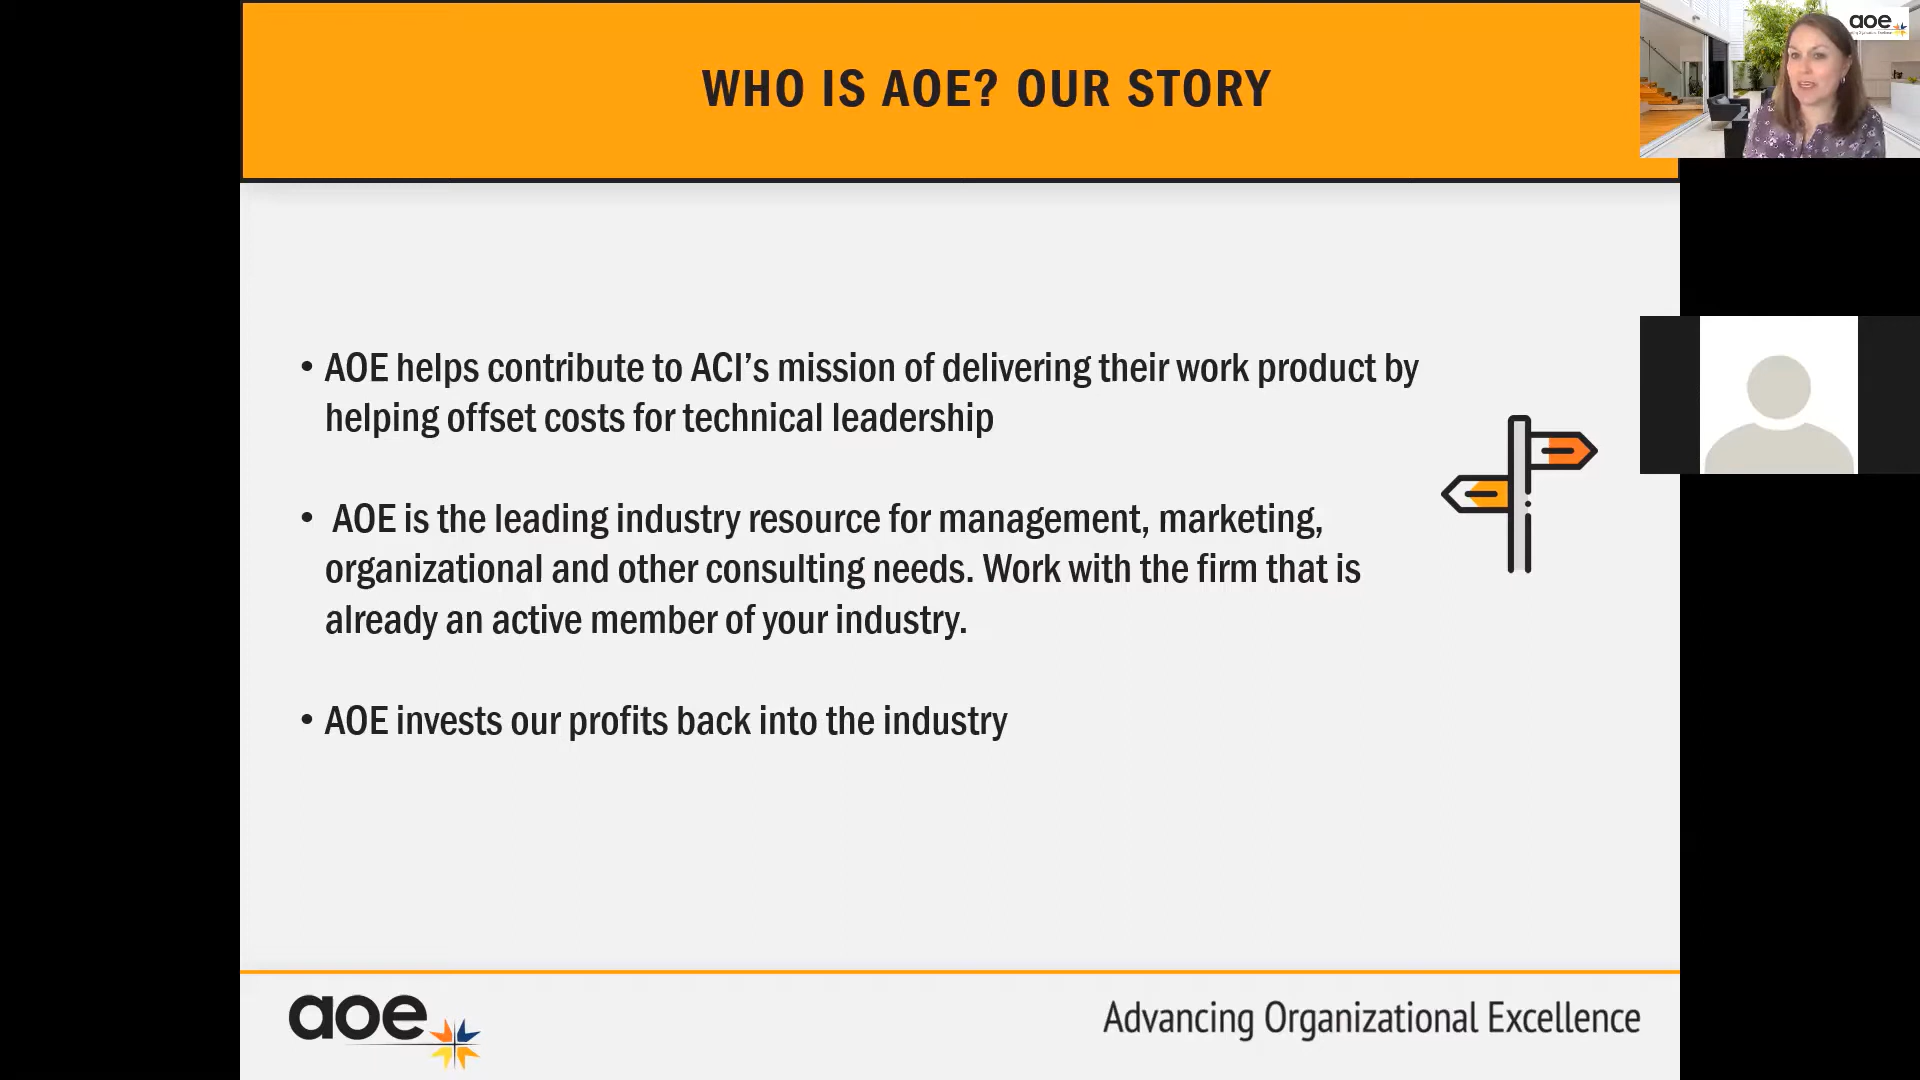 WHO IS AOE? OUR STORY
aoe
• AOE helps contribute to ACI’s mission of delivering their work product by
helping offset costs for technical leadership
• AOE is the leading industry resource for management, marketing,
organizational and other consulting needs. Work with the firm that is
already an active member of your industry.
• AOE invests our profits back into the industry
aoe
Advancing Organizational Excellence